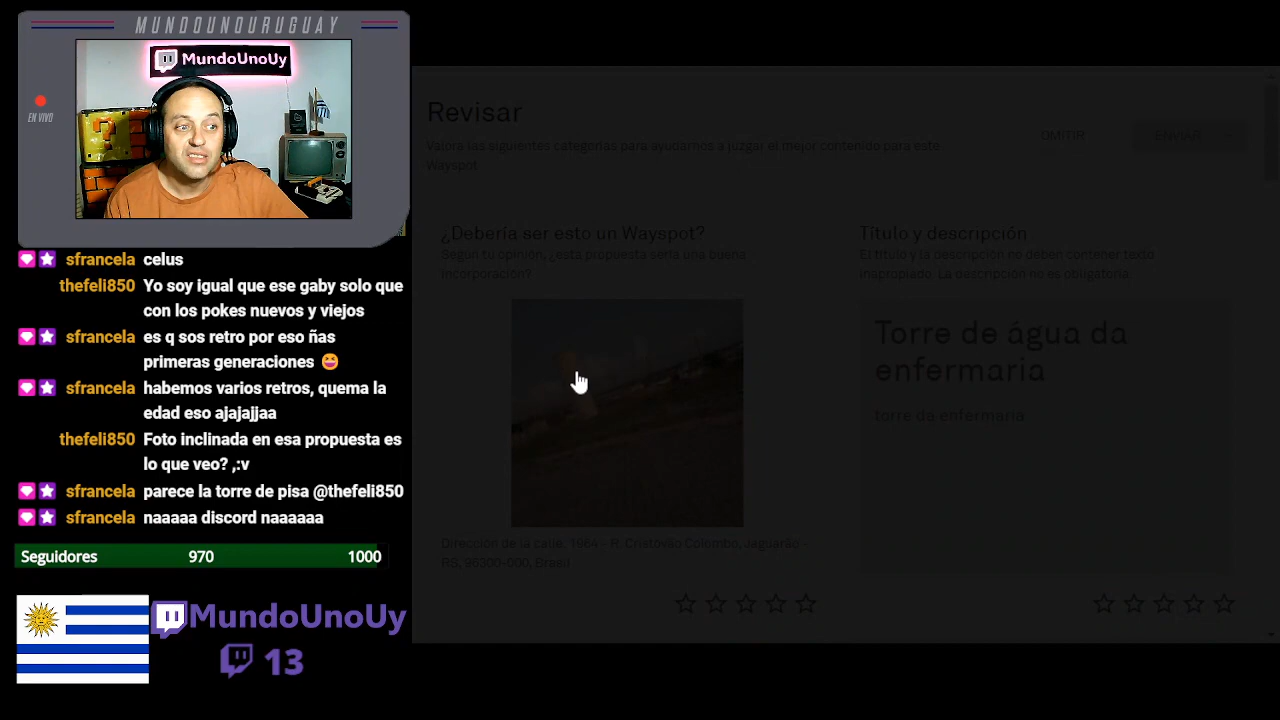 MUNDOUNOURUGUAY
MundoUnoUy
EN VIVO
sfrancela celus
thefeli850 Yo soy igual que ese gaby solo que
con los pokes nuevos y viejos
sfrancela es q sos retro por eso ñas
primeras generaciones 😆
sfrancela habemos varios retros, quema la
edad eso ajajajjaa
thefeli850 Foto inclinada en esa propuesta es
lo que veo? ,:v
sfrancela parece la torre de pisa @thefeli850
sfrancela naaaaa discord naaaaaa
Seguidores 970 1000
MundoUnoUy
13
Revisar
Valora las siguientes categorías para ayudarnos a juzgar el mejor contenido para este
Wayspot.
OMITIR
ENVIAR
¿Debería ser esto un Wayspot?
Según tu opinión, ¿esta propuesta sería una buena
incorporación?
Dirección de la calle: 1964 - R. Cristóvão Colombo, Jaguarão -
RS, 96300-000, Brasil
Título y descripción
El título y la descripción no deben contener texto
inapropiado. La descripción no es obligatoria.
Torre de água da
enfermaria
torre da enfermaria